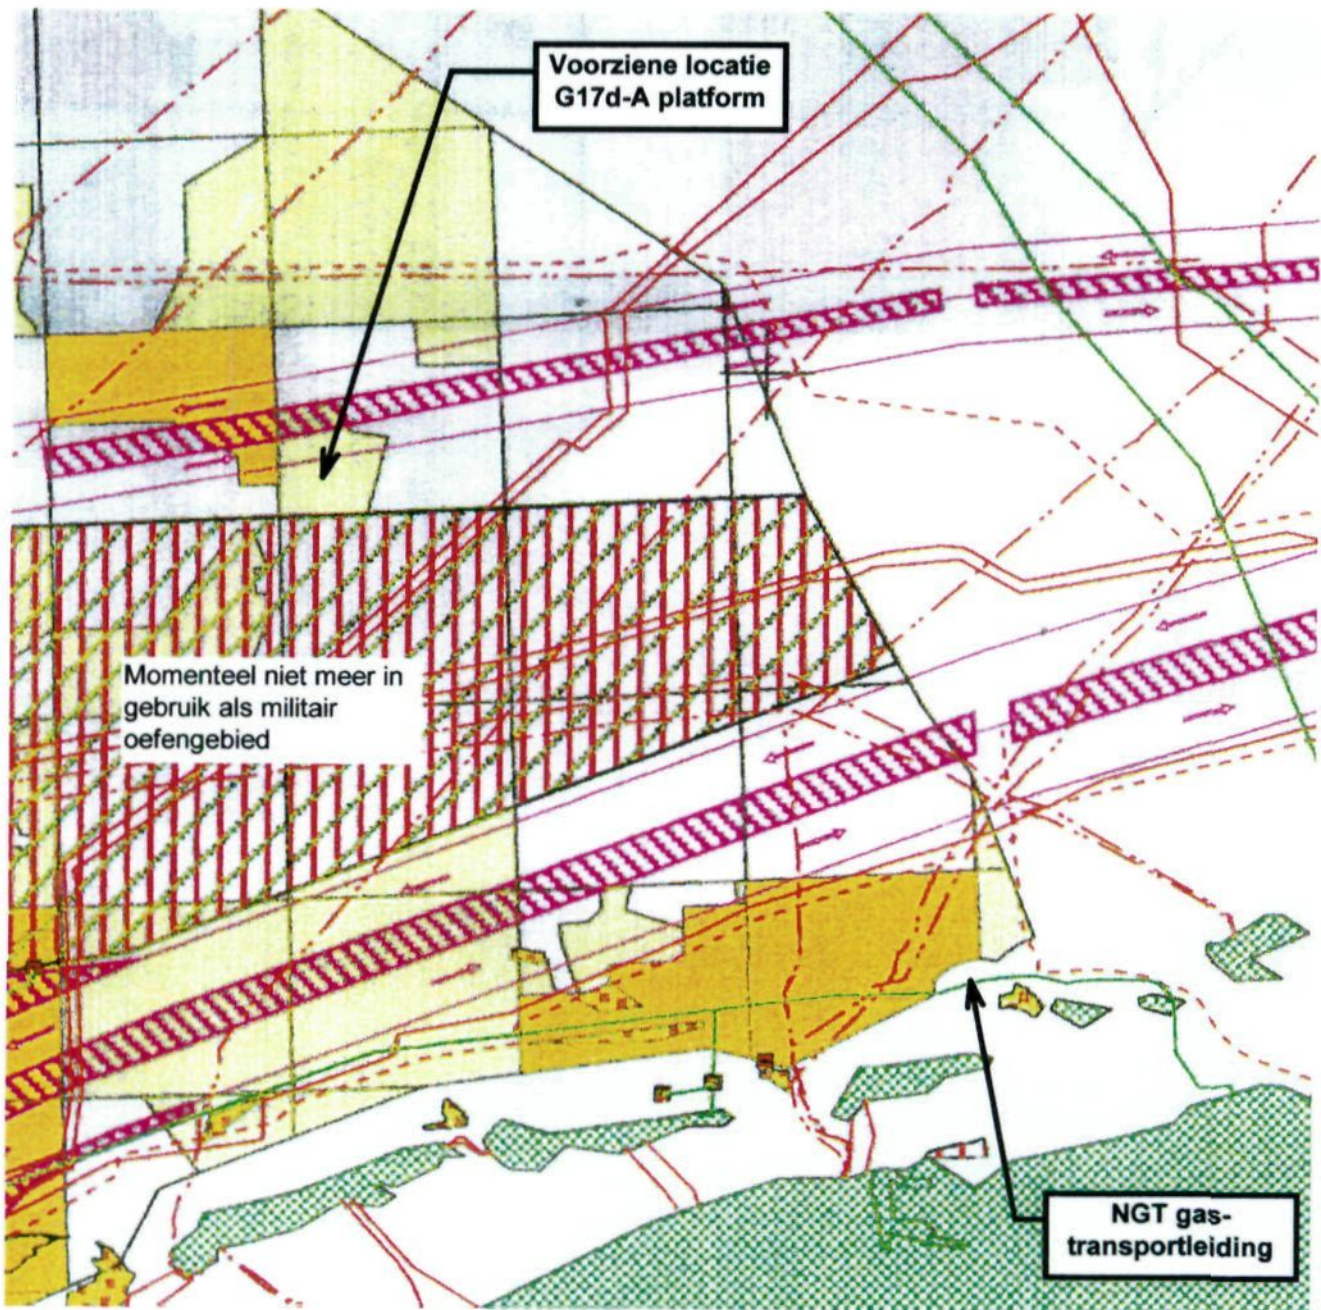 Voorziene locatie
G17d-A platform
Momenteel niet meer in
gebruik als militair
oefengebied
NGT gas-
transportleiding